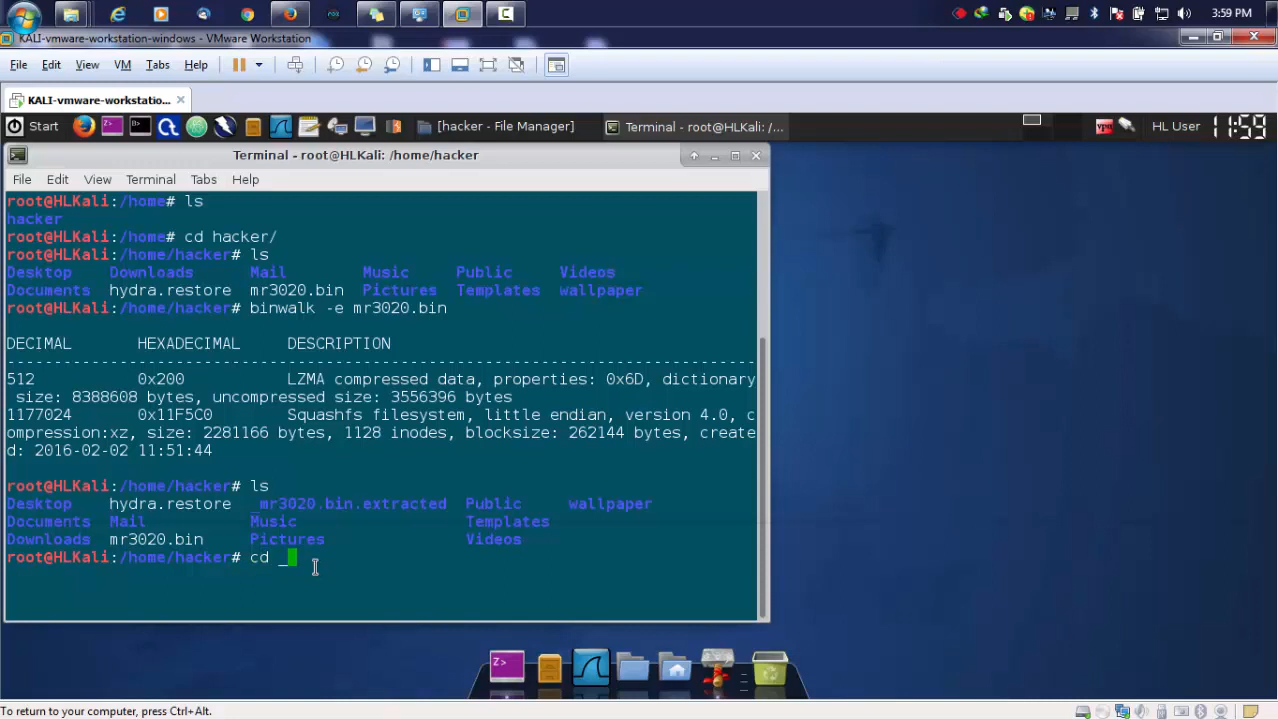 3:59 PM
KALI-vmware-workstation-windows - VMware Workstation
File Edit View VM Tabs Help
KALI-vmware-workstatio...
Start [hacker - File Manager] Terminal - root@HLKali: /... HL User 11:59
Terminal - root@HLKali: /home/hacker
File Edit View Terminal Tabs Help
root@HLKali:/home# ls
hacker
root@HLKali:/home# cd hacker/
root@HLKali:/home/hacker# ls
Desktop Downloads Mail Music Public Videos
Documents hydra.restore mr3020.bin Pictures Templates wallpaper
root@HLKali:/home/hacker# binwalk -e mr3020.bin
DECIMAL HEXADECIMAL DESCRIPTION
--------------------------------------------------------------------------------
512 0x200 LZMA compressed data, properties: 0x6D, dictionary
size: 8388608 bytes, uncompressed size: 3556396 bytes
1177024 0x11F5C0 Squashfs filesystem, little endian, version 4.0, c
ompression:xz, size: 2281166 bytes, 1128 inodes, blocksize: 262144 bytes, create
d: 2016-02-02 11:51:44
root@HLKali:/home/hacker# ls
Desktop hydra.restore _mr3020.bin.extracted Public wallpaper
Documents Mail Music Templates
Downloads mr3020.bin Pictures Videos
root@HLKali:/home/hacker# cd _
To return to your computer, press Ctrl+Alt.